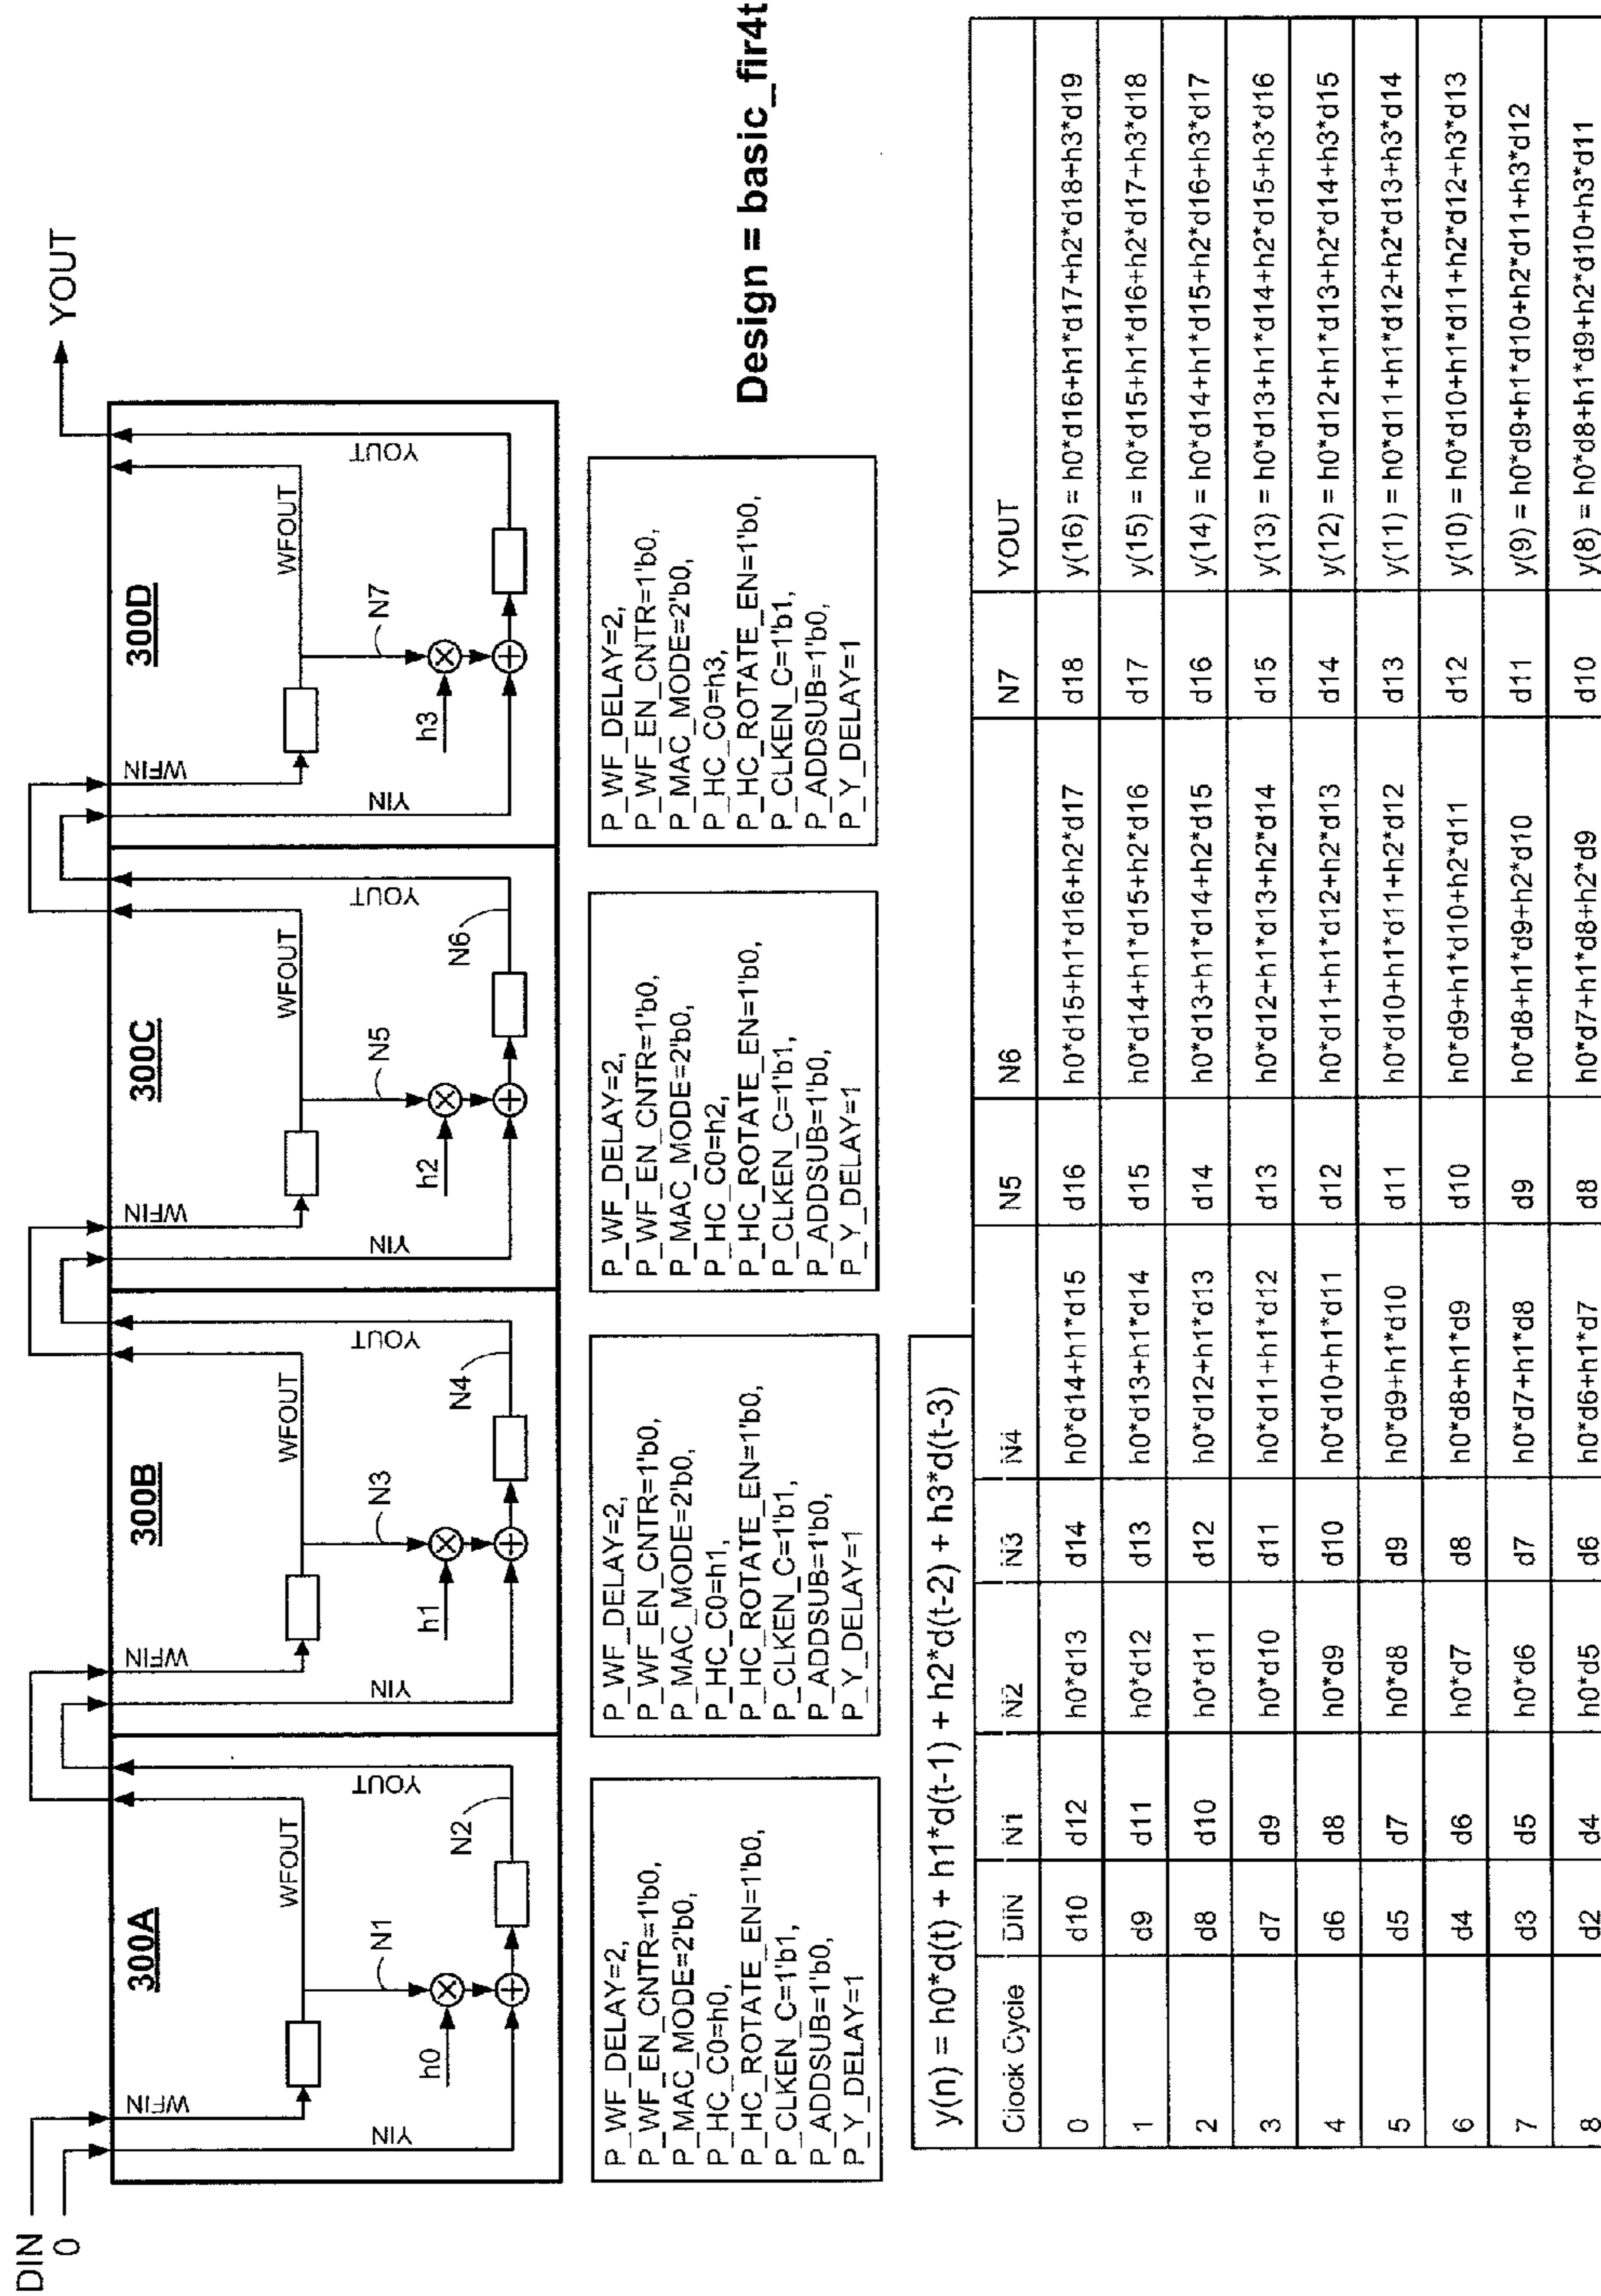 DIN
0
300A
300B
300C
300D
YOUT
WFIN
YIN
WFOUT
YOUT
N1
N2
h0
WFIN
YIN
WFOUT
YOUT
N3
N4
h1
WFIN
YIN
WFOUT
YOUT
N5
N6
h2
WFIN
YIN
WFOUT
YOUT
N7
h3
P_WF_DELAY=2,
P_WF_EN_CNTR=1'b0,
P_MAC_MODE=2'b0,
P_HC_C0=h0,
P_HC_ROTATE_EN=1'b0,
P_CLKEN_C=1'b1,
P_ADDSUB=1'b0,
P_Y_DELAY=1
P_WF_DELAY=2,
P_WF_EN_CNTR=1'b0,
P_MAC_MODE=2'b0,
P_HC_C0=h1,
P_HC_ROTATE_EN=1'b0,
P_CLKEN_C=1'b1,
P_ADDSUB=1'b0,
P_Y_DELAY=1
P_WF_DELAY=2,
P_WF_EN_CNTR=1'b0,
P_MAC_MODE=2'b0,
P_HC_C0=h2,
P_HC_ROTATE_EN=1'b0,
P_CLKEN_C=1'b1,
P_ADDSUB=1'b0,
P_Y_DELAY=1
P_WF_DELAY=2,
P_WF_EN_CNTR=1'b0,
P_MAC_MODE=2'b0,
P_HC_C0=h3,
P_HC_ROTATE_EN=1'b0,
P_CLKEN_C=1'b1,
P_ADDSUB=1'b0,
P_Y_DELAY=1
Design = basic_fir4t
y(n) = h0*d(t) + h1*d(t-1) + h2*d(t-2) + h3*d(t-3)
Clock Cycle DIN N1 N2 N3 N4 N5 N6 N7 YOUT
0 d10 d12 h0*d13 d14 h0*d14+h1*d15 d16 h0*d15+h1*d16+h2*d17 d18 y(16) = h0*d16+h1*d17+h2*d18+h3*d19
1 d9 d11 h0*d12 d13 h0*d13+h1*d14 d15 h0*d14+h1*d15+h2*d16 d17 y(15) = h0*d15+h1*d16+h2*d17+h3*d18
2 d8 d10 h0*d11 d12 h0*d12+h1*d13 d14 h0*d13+h1*d14+h2*d15 d16 y(14) = h0*d14+h1*d15+h2*d16+h3*d17
3 d7 d9 h0*d10 d11 h0*d11+h1*d12 d13 h0*d12+h1*d13+h2*d14 d15 y(13) = h0*d13+h1*d14+h2*d15+h3*d16
4 d6 d8 h0*d9 d10 h0*d10+h1*d11 d12 h0*d11+h1*d12+h2*d13 d14 y(12) = h0*d12+h1*d13+h2*d14+h3*d15
5 d5 d7 h0*d8 d9 h0*d9+h1*d10 d11 h0*d10+h1*d11+h2*d12 d13 y(11) = h0*d11+h1*d12+h2*d13+h3*d14
6 d4 d6 h0*d7 d8 h0*d8+h1*d9 d10 h0*d9+h1*d10+h2*d11 d12 y(10) = h0*d10+h1*d11+h2*d12+h3*d13
7 d3 d5 h0*d6 d7 h0*d7+h1*d8 d9 h0*d8+h1*d9+h2*d10 d11 y(9) = h0*d9+h1*d10+h2*d11+h3*d12
8 d2 d4 h0*d5 d6 h0*d6+h1*d7 d8 h0*d7+h1*d8+h2*d9 d10 y(8) = h0*d8+h1*d9+h2*d10+h3*d11